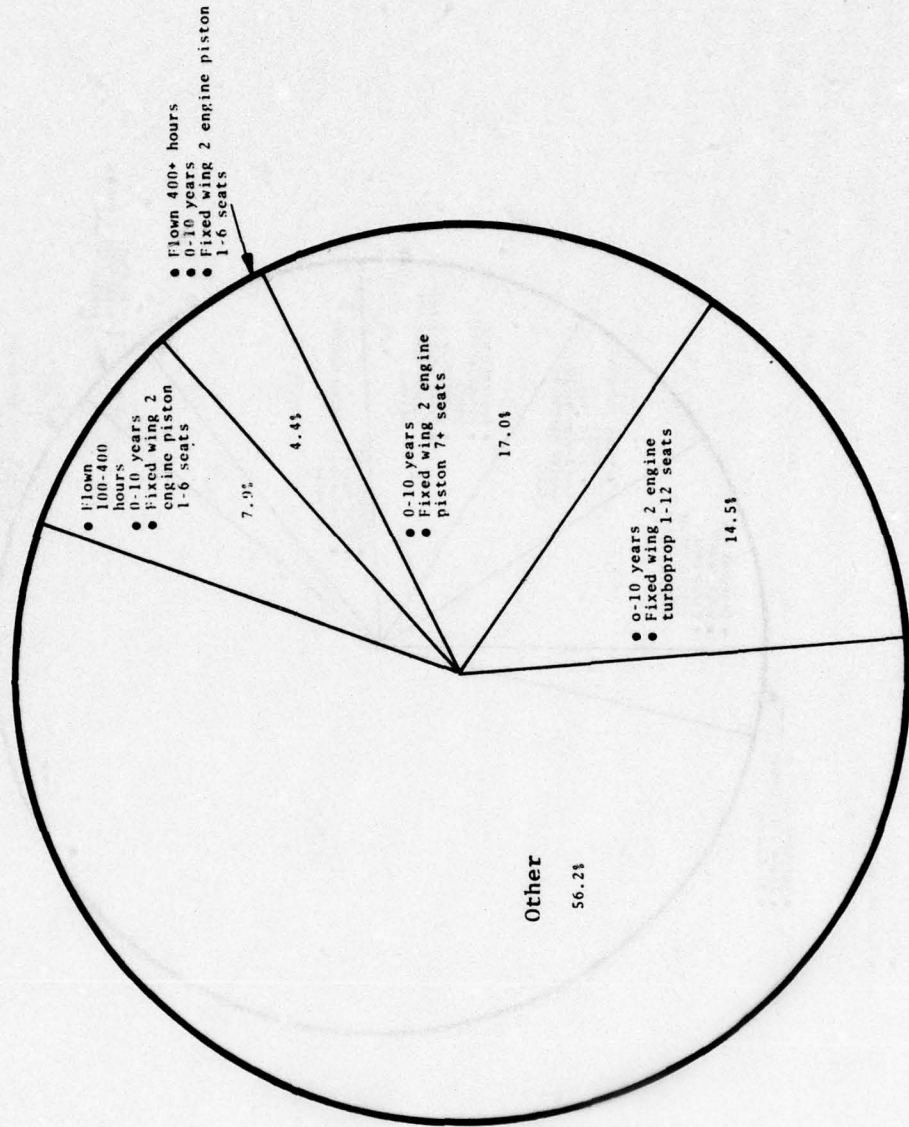 ● Flown
100-400
hours
● 0-10 years
● Fixed wing 2
engine piston
1-6 seats
7.9%
● Flown 400+ hours
● 0-10 years
● Fixed wing 2 engine piston
1-6 seats
4.4%
● 0-10 years
● Fixed wing 2 engine
piston 7+ seats
17.0%
● o-10 years
● Fixed wing 2 engine
turboprop 1-12 seats
14.5%
Other
56.2%